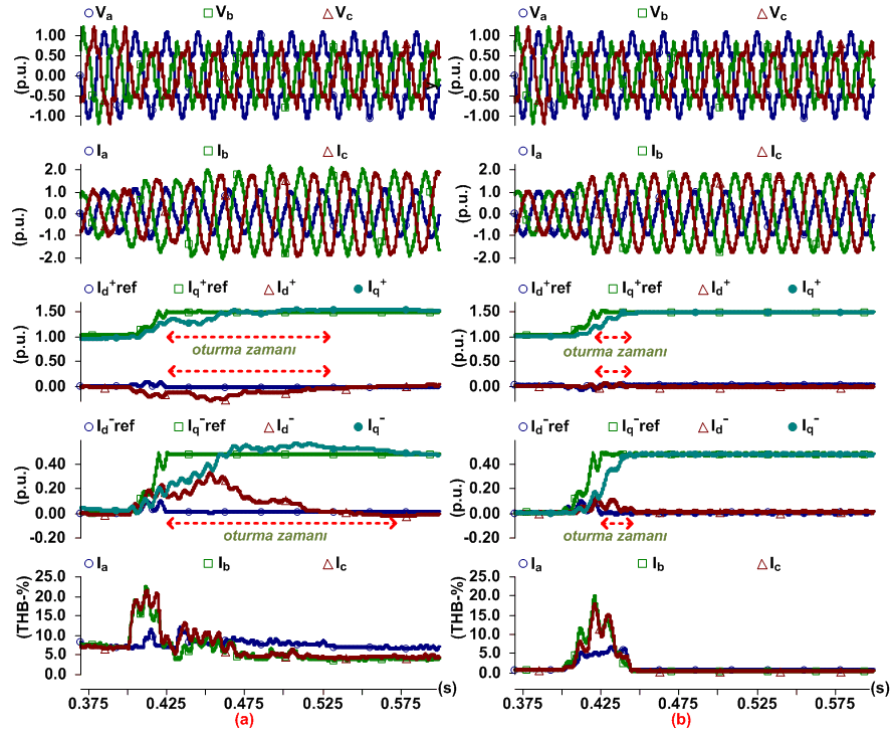 Va Vb Vc
(p.u.)
1.00
0.50
0.00
-0.50
-1.00
Ia Ib Ic
(p.u.)
2.0
1.0
0.0
-1.0
-2.0
Id+ref Iq+ref Id+ Iq+
(p.u.)
1.50
1.00
0.50
0.00
oturma zamanı
Id-ref Iq-ref Id- Iq-
(p.u.)
0.40
0.20
0.00
-0.20
oturma zamanı
Ia Ib Ic
(THB-%)
25.0
20.0
15.0
10.0
5.0
0.0
0.375 0.425 0.475 0.525 0.575 (s)
(a)
Va Vb Vc
(p.u.)
1.00
0.50
0.00
-0.50
-1.00
Ia Ib Ic
(p.u.)
2.0
1.0
0.0
-1.0
-2.0
Id+ref Iq+ref Id+ Iq+
(p.u.)
1.50
1.00
0.50
0.00
oturma zamanı
Id-ref Iq-ref Id- Iq-
(p.u.)
0.40
0.20
0.00
-0.20
oturma zamanı
Ia Ib Ic
(THB-%)
25.0
20.0
15.0
10.0
5.0
0.0
0.375 0.425 0.475 0.525 0.575 (s)
(b)